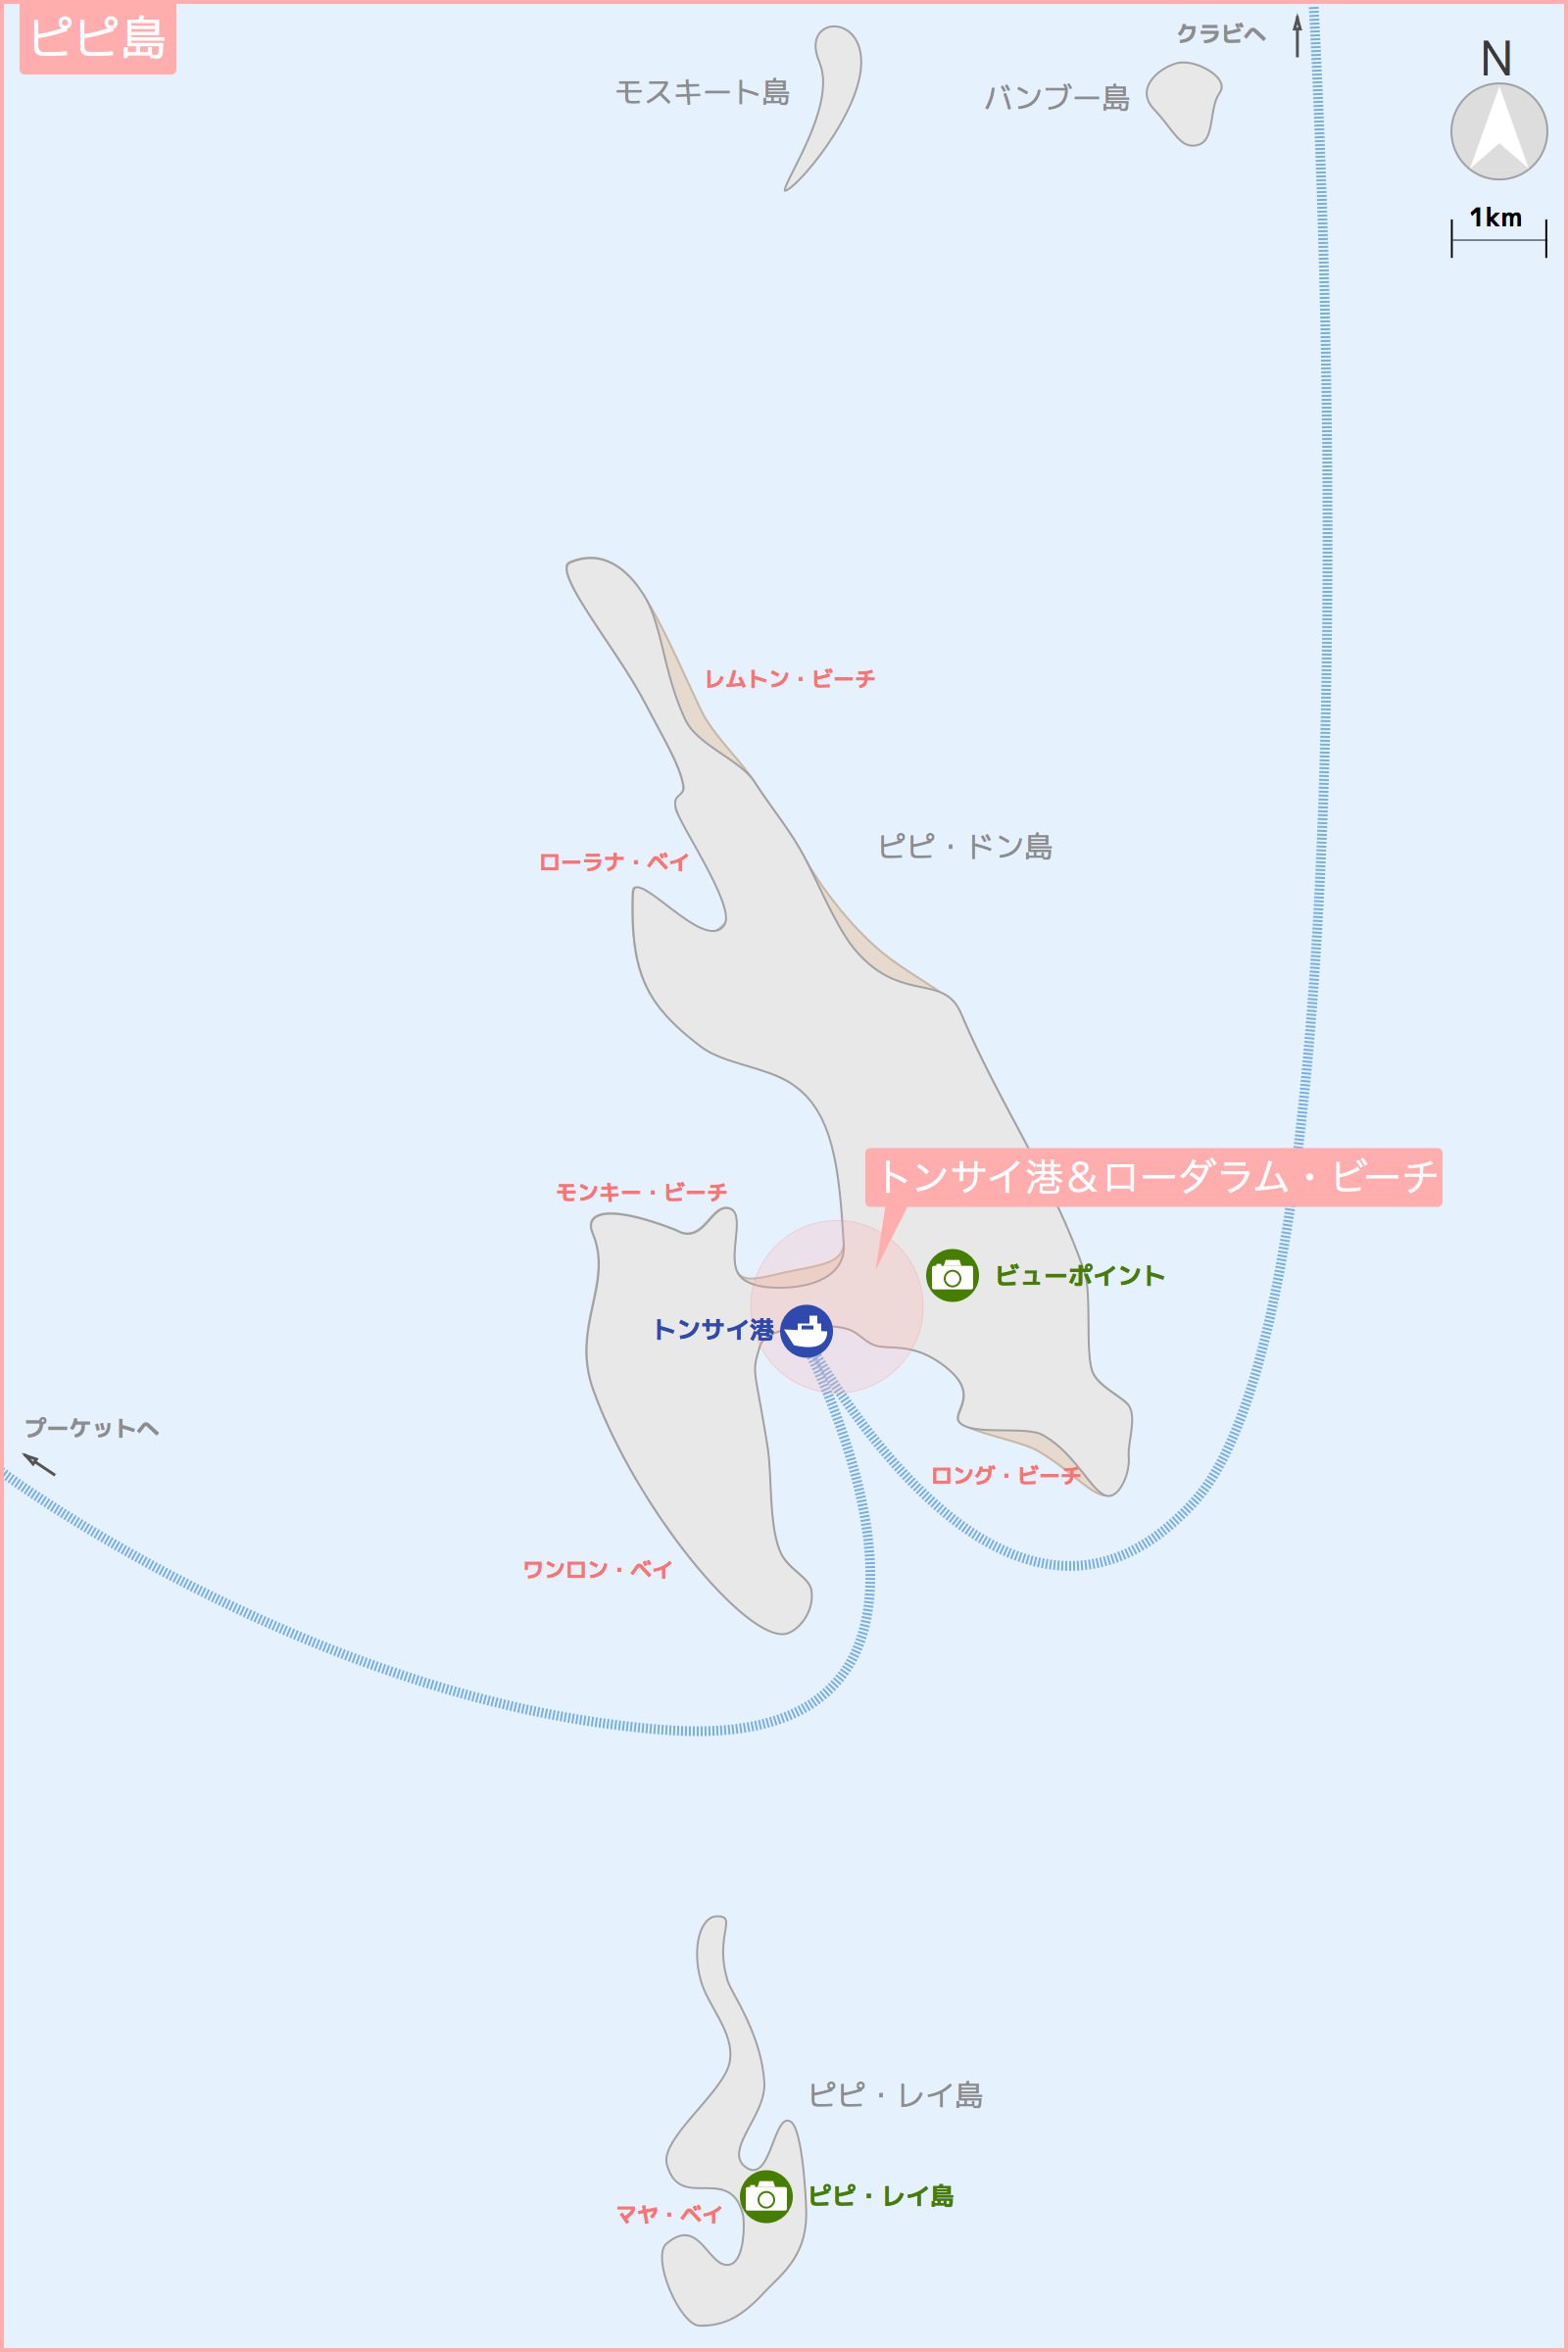 ピピ島
クラビへ
N
モスキート島
バンブー島
1km
レムトン・ビーチ
ピピ・ドン島
ローラナ・ベイ
トンサイ港&ローダラム・ビーチ
モンキー・ビーチ
ビューポイント
トンサイ港
プーケットへ
ロング・ビーチ
ワンロン・ベイ
ピピ・レイ島
ピピ・レイ島
マヤ・ベイ